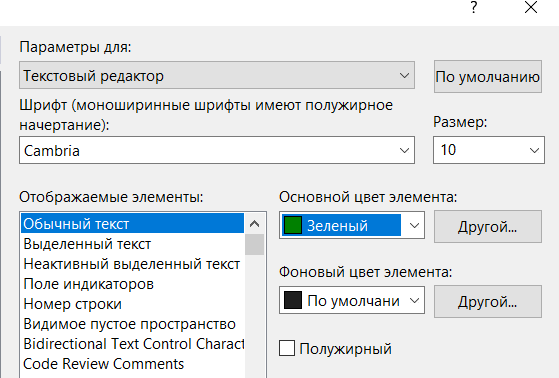 ?
Параметры для:
Текстовый редактор
По умолчанию
Шрифт (моноширинные шрифты имеют полужирное
начертание):
Размер:
Cambria
10
Отображаемые элементы:
Основной цвет элемента:
Обычный текст
Зеленый
Другой...
Выделенный текст
Неактивный выделенный текст
Фоновый цвет элемента:
Поле индикаторов
Номер строки
По умолчани
Другой...
Видимое пустое пространство
Bidirectional Text Control Charact
Полужирный
Code Review Comments